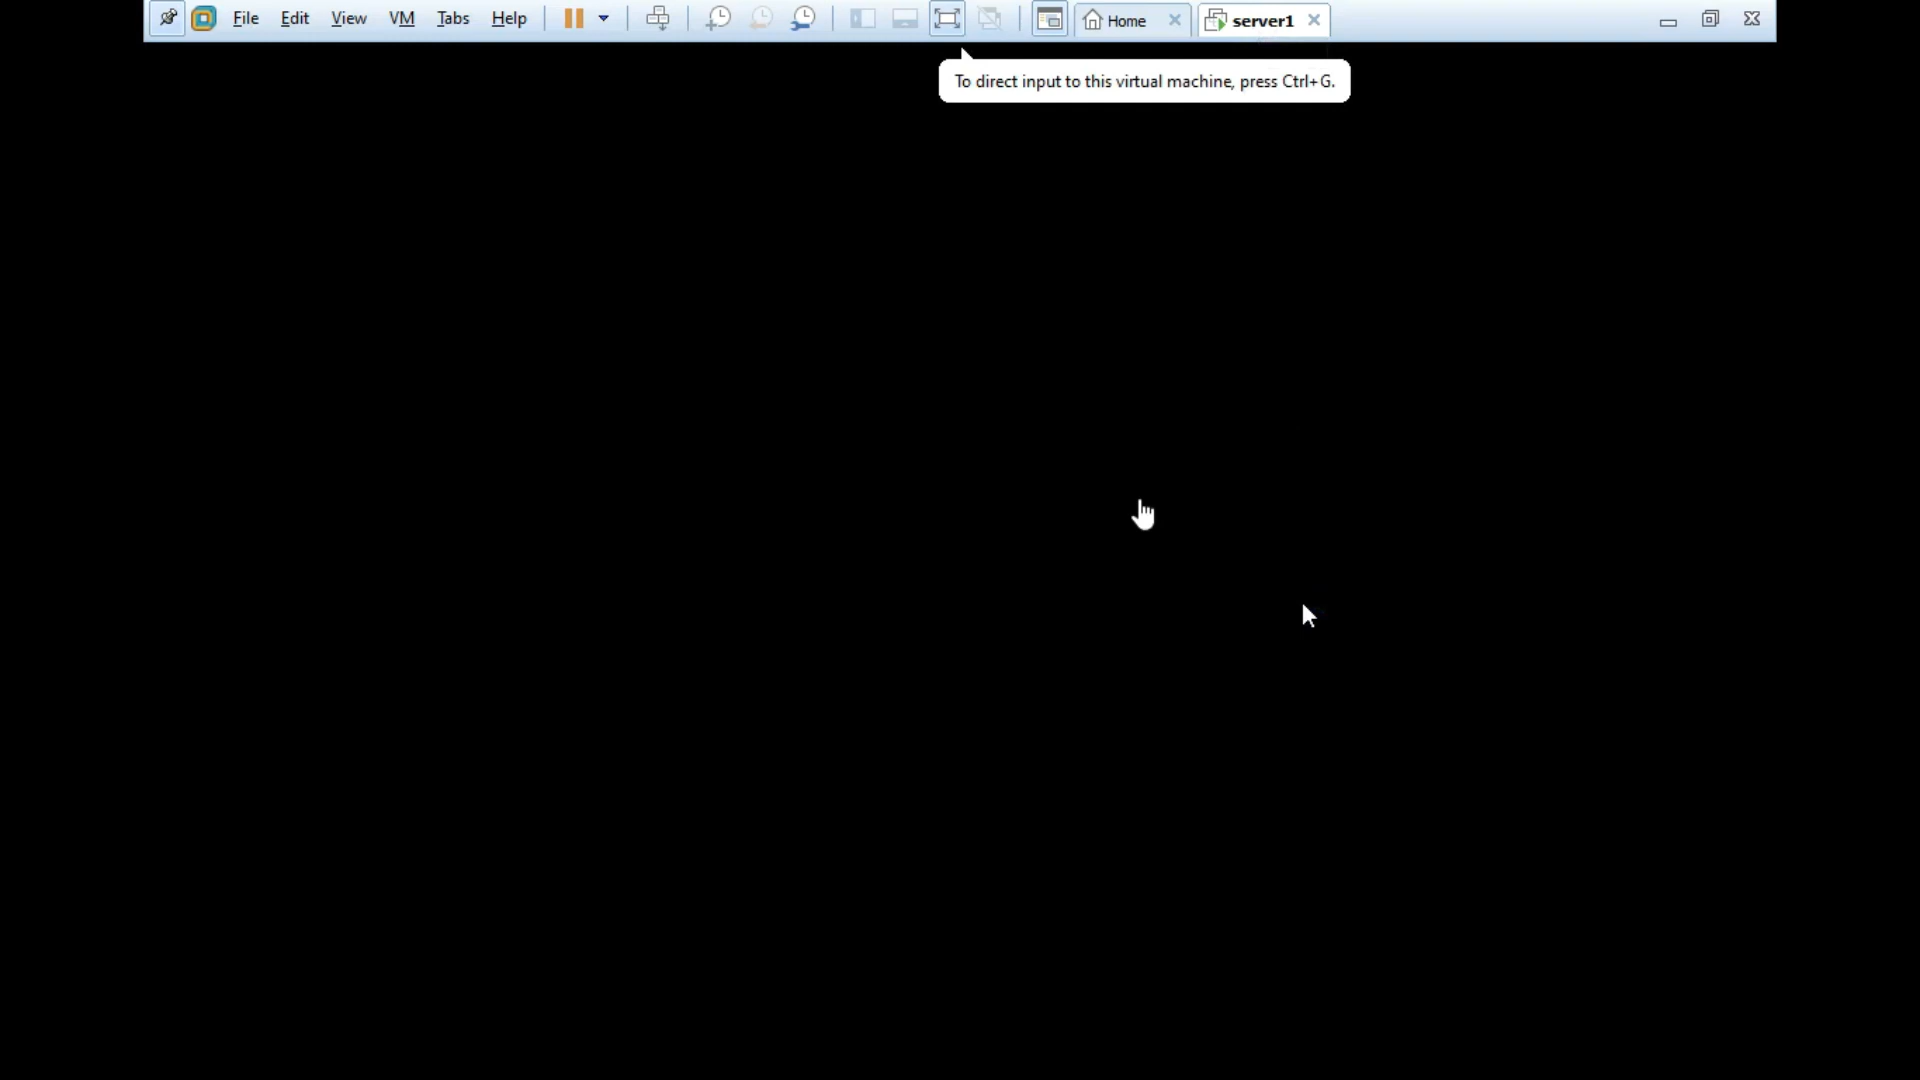 File Edit View VM Tabs Help Home server1
To direct input to this virtual machine, press Ctrl+G.